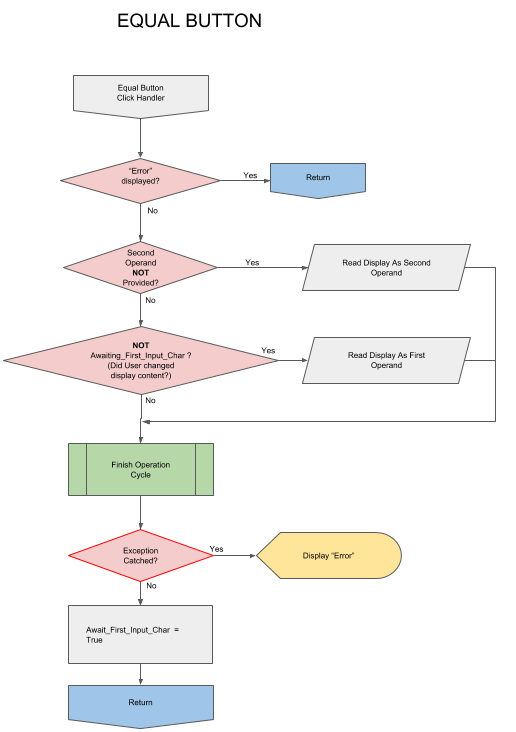 EQUAL BUTTON
Equal Button
Click Handler
"Error"
displayed?
Yes
Return
No
Second
Operand
NOT
Provided?
Yes
Read Display As Second
Operand
No
NOT
Awaiting_First_Input_Char ?
(Did User changed
display content?)
Yes
Read Display As First
Operand
No
Finish Operation
Cycle
Exception
Catched?
Yes
Display "Error"
No
Await_First_Input_Char =
True
Return